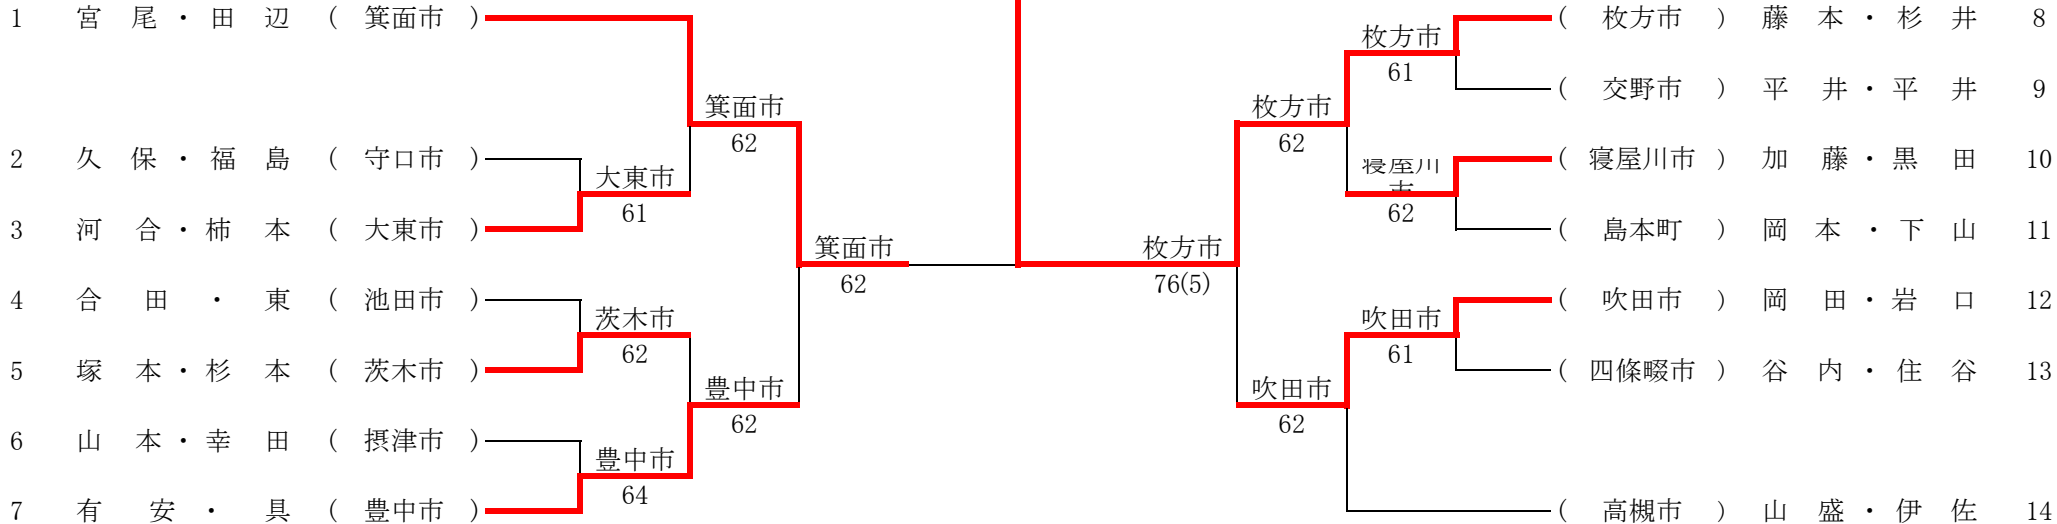 1 宮 尾 ・ 田 辺 ( 箕面市 )
( 枚方市 ) 藤 本 ・ 杉 井 8
枚方市
61
( 交野市 ) 平 井 ・ 平 井 9
箕面市
62
枚方市
62
2 久 保 ・ 福 島 ( 守口市 )
寝屋川市
62
( 寝屋川市 ) 加 藤 ・ 黒 田 10
大東市
61
3 河 合 ・ 柿 本 ( 大東市 )
( 島本町 ) 岡 本 ・ 下 山 11
箕面市
62
枚方市
76(5)
4 合 田 ・ 東 ( 池田市 )
( 吹田市 ) 岡 田 ・ 岩 口 12
茨木市
62
吹田市
61
5 塚 本 ・ 杉 本 ( 茨木市 )
( 四條畷市 ) 谷 内 ・ 住 谷 13
豊中市
62
吹田市
62
6 山 本 ・ 幸 田 ( 摂津市 )
豊中市
64
7 有 安 ・ 具 ( 豊中市 )
( 高槻市 ) 山 盛 ・ 伊 佐 14